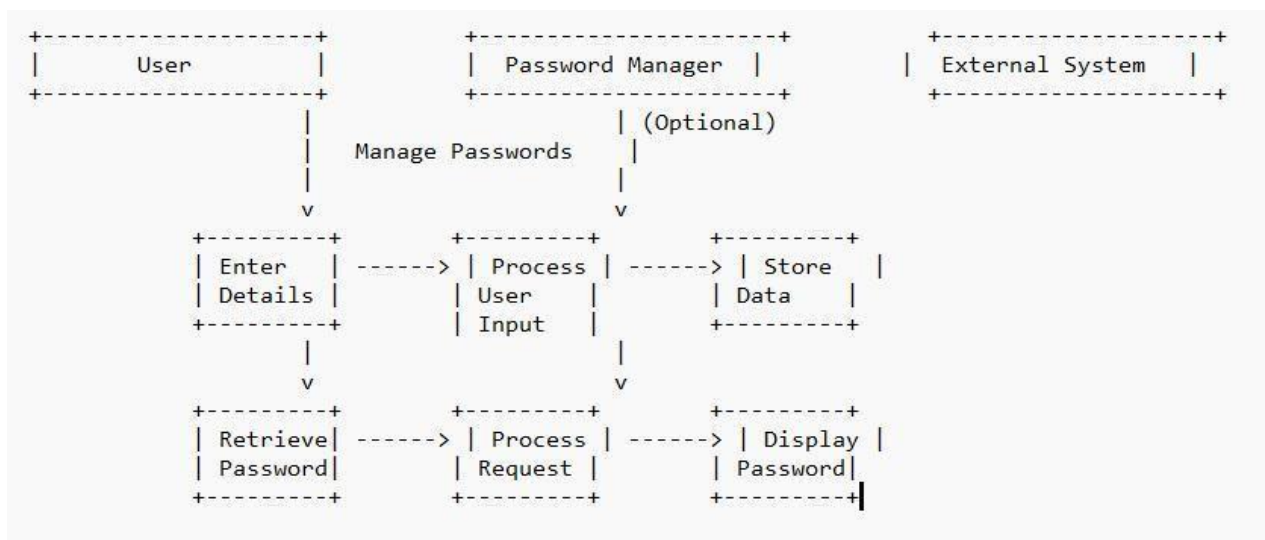 +--------------------+ +----------------------+ +--------------------+
| User | | Password Manager | | External System |
+--------------------+ +----------------------+ +--------------------+
| | (Optional)
| Manage Passwords |
| |
v v
+---------+ +---------+ +---------+
| Enter | ------> | Process | ------> | Store |
| Details | | User | | Data |
+---------+ | Input | +---------+
| |
v v
+---------+ +---------+ +---------+
| Retrieve| ------> | Process | ------> | Display |
| Password| | Request | | Password|
+---------+ +---------+ +---------+